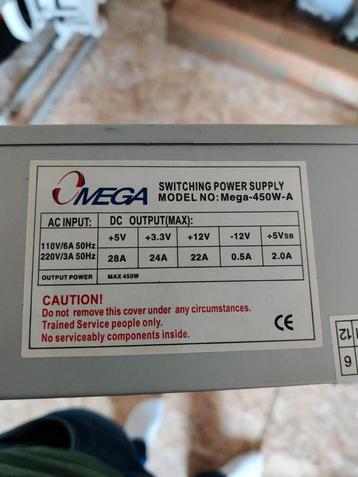 OMEGA
SWITCHING POWER SUPPLY
MODEL NO: Mega-450W-A
AC INPUT: DC OUTPUT(MAX):
110V/6A 50Hz
220V/3A 50Hz
+5V +3.3V +12V -12V +5VSB
28A 24A 22A 0.5A 2.0A
OUTPUT POWER MAX 450W
CAUTION!
Do not remove this cover under any circumstances.
Trained Service people only.
No serviceably components inside.
CE
12
6